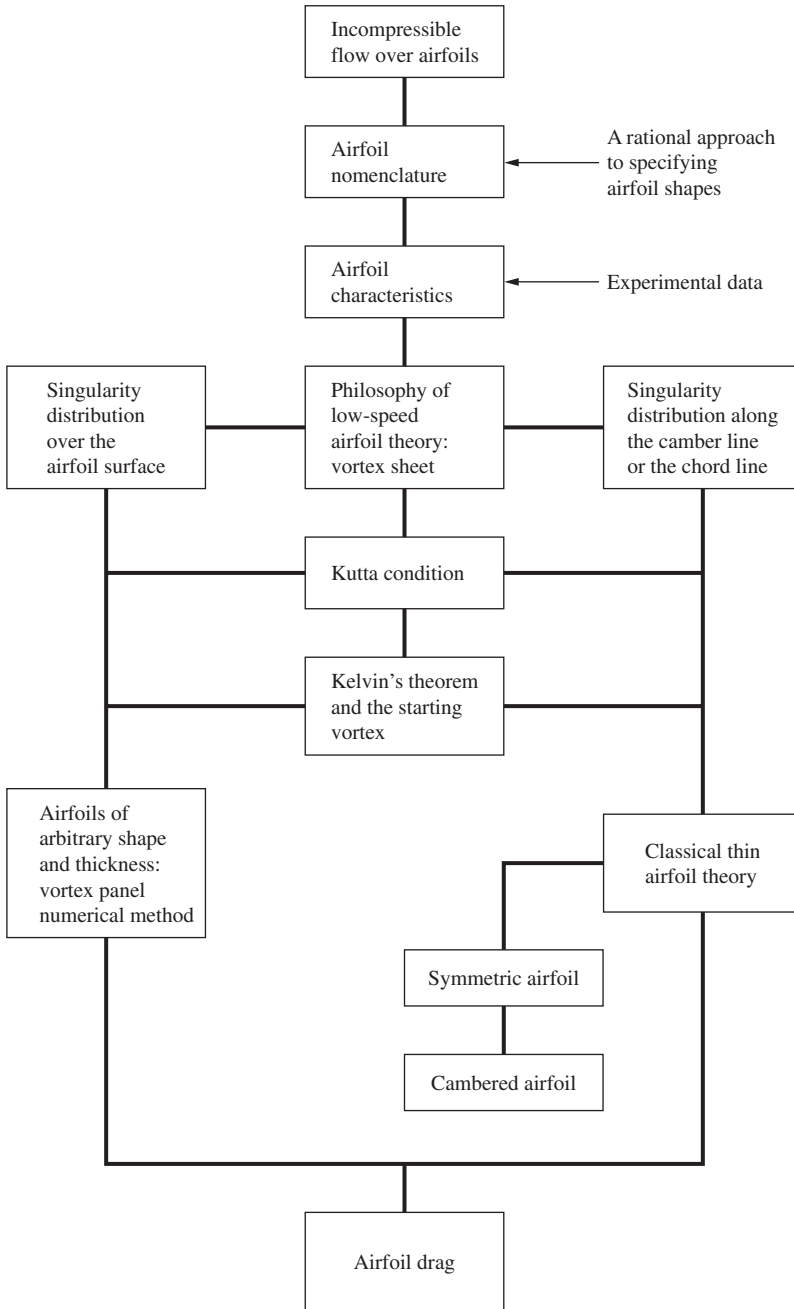 Incompressible
flow over airfoils
Airfoil
nomenclature
A rational approach
to specifying
airfoil shapes
Airfoil
characteristics
Experimental data
Singularity
distribution
over the
airfoil surface
Philosophy of
low-speed
airfoil theory:
vortex sheet
Singularity
distribution along
the camber line
or the chord line
Kutta condition
Kelvin’s theorem
and the starting
vortex
Airfoils of
arbitrary shape
and thickness:
vortex panel
numerical method
Classical thin
airfoil theory
Symmetric airfoil
Cambered airfoil
Airfoil drag